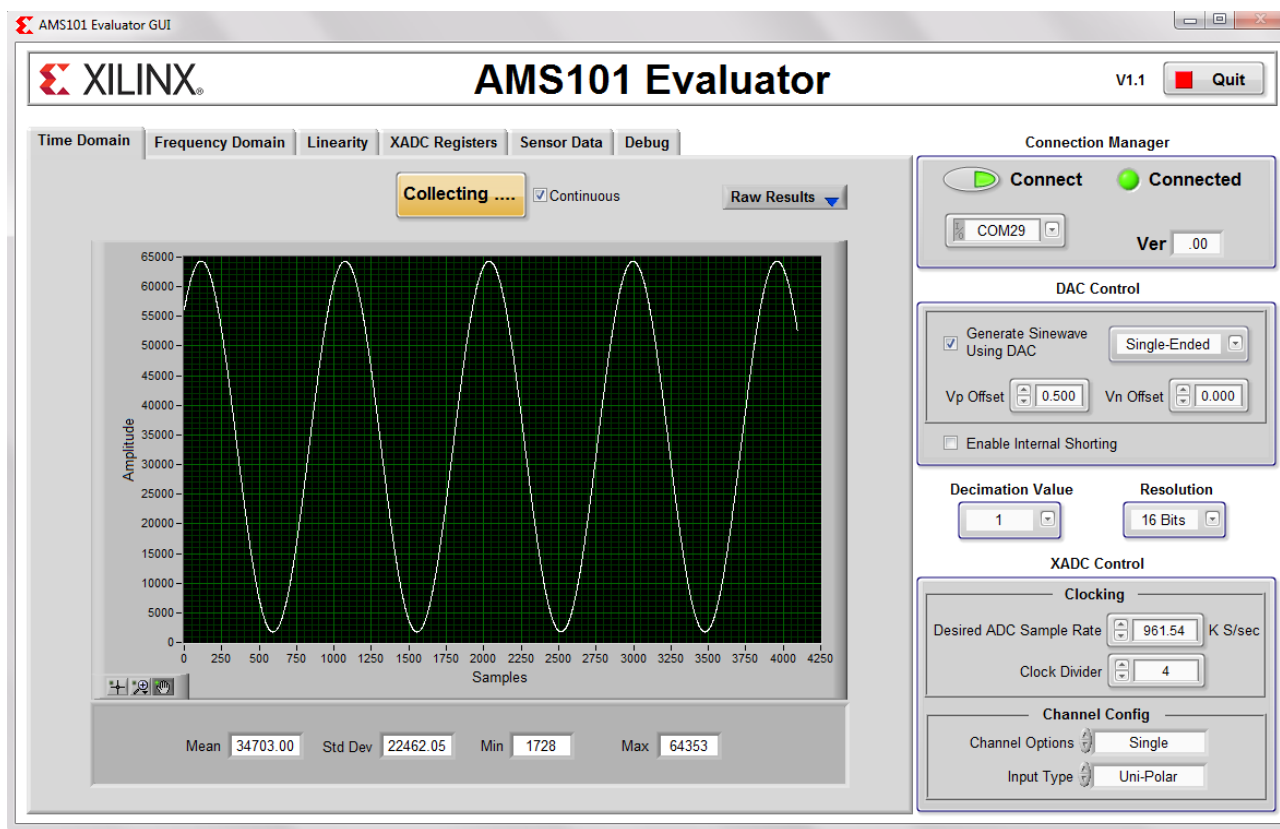 AMS101 Evaluator GUI
XILINX®
AMS101 Evaluator
V1.1
Quit
Time Domain
Frequency Domain
Linearity
XADC Registers
Sensor Data
Debug
Collecting ....
Continuous
Raw Results
65000
60000
55000
50000
45000
40000
35000
30000
25000
20000
15000
10000
5000
0
Amplitude
0 250 500 750 1000 1250 1500 1750 2000 2250 2500 2750 3000 3250 3500 3750 4000 4250
Samples
Mean 34703.00 Std Dev 22462.05 Min 1728 Max 64353
Connection Manager
Connect
Connected
COM29
Ver .00
DAC Control
Generate Sinewave
Using DAC
Single-Ended
Vp Offset 0.500 Vn Offset 0.000
Enable Internal Shorting
Decimation Value
1
Resolution
16 Bits
XADC Control
Clocking
Desired ADC Sample Rate 961.54 K S/sec
Clock Divider 4
Channel Config
Channel Options Single
Input Type Uni-Polar